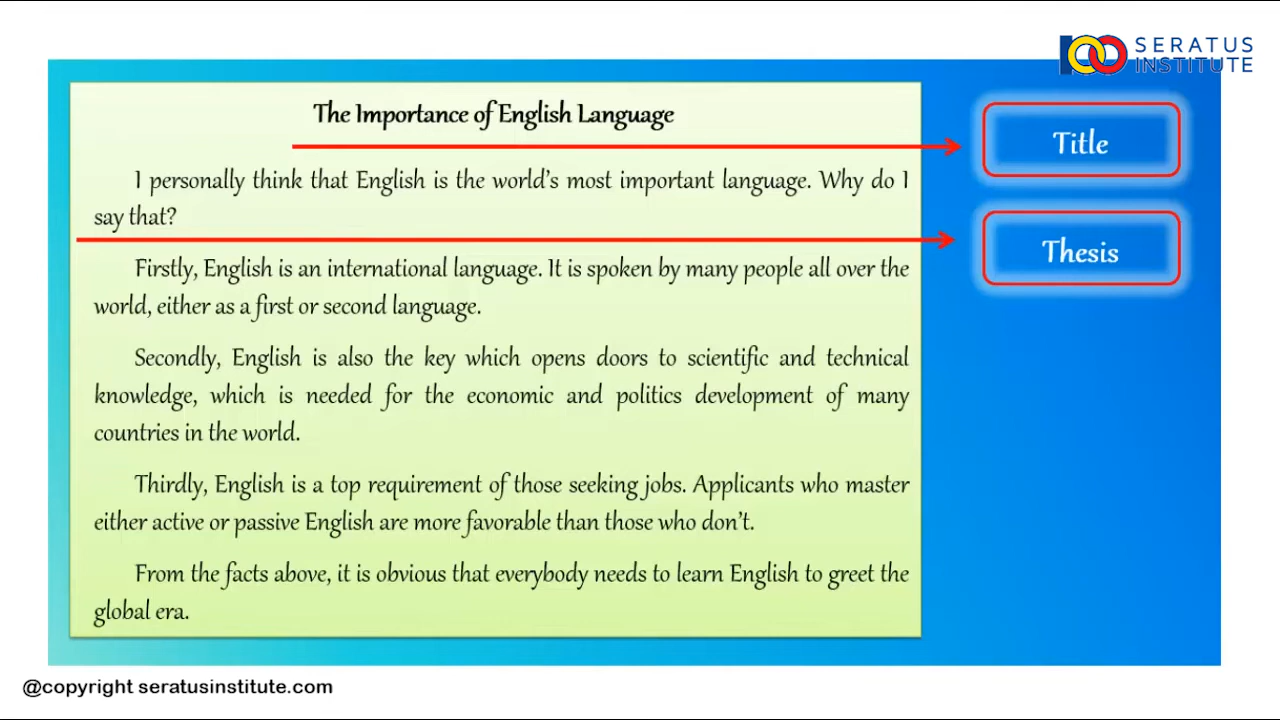 SERATUS
INSTITUTE
The Importance of English Language
Title
I personally think that English is the world's most important language. Why do I
say that?
Thesis
Firstly, English is an international language. It is spoken by many people all over the
world, either as a first or second language.
Secondly, English is also the key which opens doors to scientific and technical
knowledge, which is needed for the economic and politics development of many
countries in the world.
Thirdly, English is a top requirement of those seeking jobs. Applicants who master
either active or passive English are more favorable than those who don't.
From the facts above, it is obvious that everybody needs to learn English to greet the
global era.
@copyright seratusinstitute.com